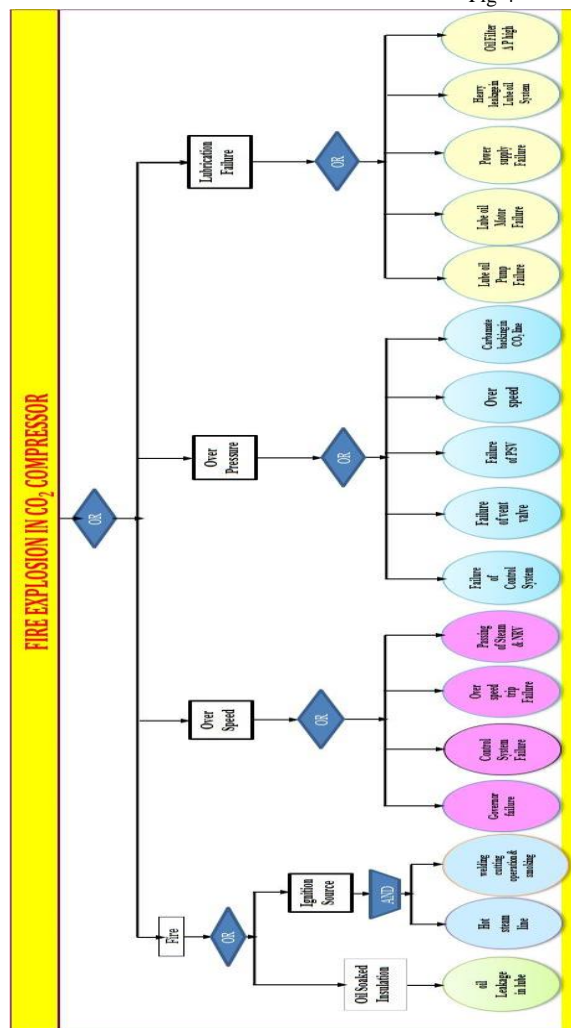 Fig 4
FIRE EXPLOSION IN CO₂ COMPRESSOR
OR
Fire
Over
Speed
Over
Pressure
Lubrication
Failure
OR
OR
OR
OR
Oil Soaked
Insulation
Ignition
Source
AND
oil
Leakage
in lube
Hot
steam
line
welding
cutting
operation &
smoking
Governor
failure
Control
System
Failure
Over
speed
trip
Failure
Passing
of Steam
& NRV
Failure
of
Control
System
Failure
of vent
valve
Failure
of PSV
Over
speed
Carbamate
backing in
CO₂ line
Lube oil
Pump
Failure
Lube oil
Motor
Failure
Power
supply
Failure
Heavy
leakage in
Lube oil
System
Oil Filter
Δ P high